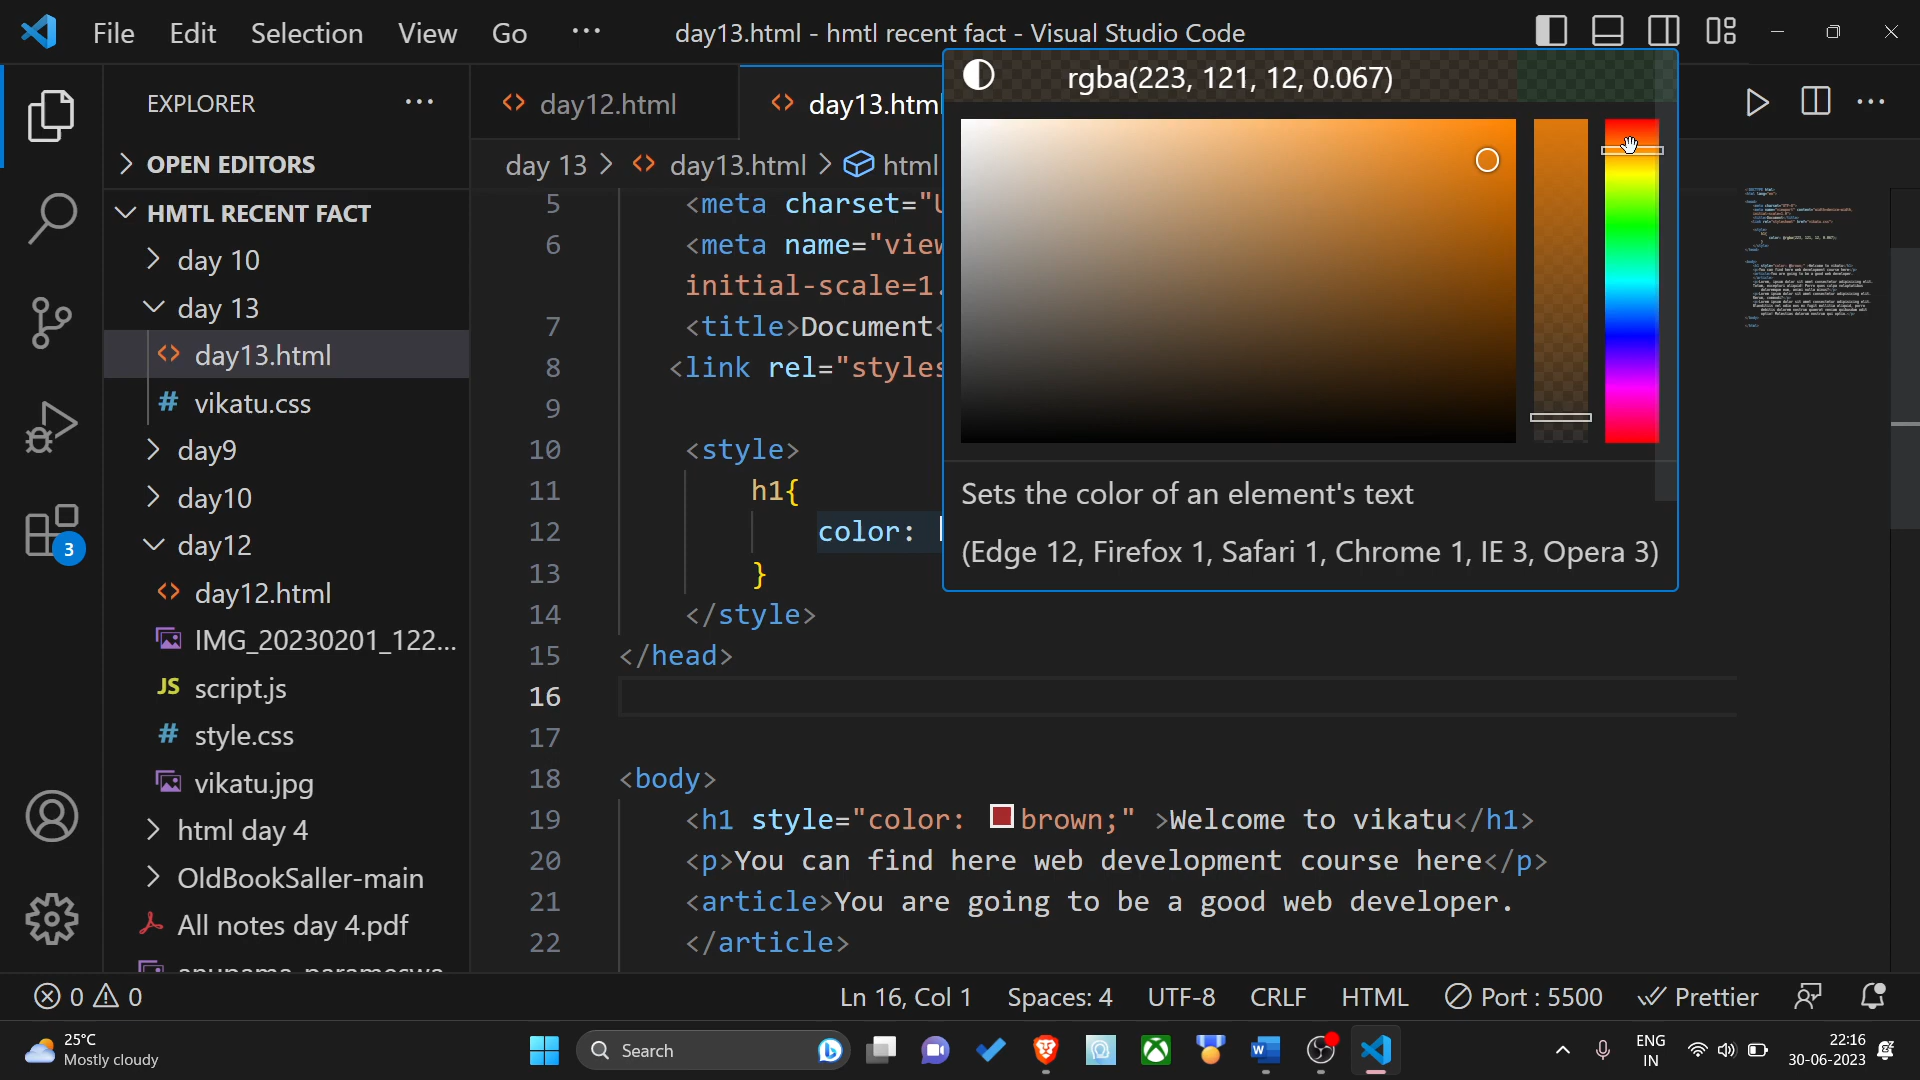 File Edit Selection View Go ··· day13.html - hmtl recent fact - Visual Studio Code
EXPLORER ···
OPEN EDITORS
HMTL RECENT FACT
day 10
day 13
day13.html
vikatu.css
day9
day10
day12
day12.html
IMG_20230201_122...
JS script.js
# style.css
vikatu.jpg
html day 4
OldBookSaller-main
All notes day 4.pdf
3
day12.html day13.html
day 13 > day13.html > html
5 <meta charset="U
6 <meta name="view
initial-scale=1.
7 <title>Document<
8 <link rel="styles
9
10 <style>
11 h1{
12 color:
13 }
14 </style>
15 </head>
16
17
18 <body>
19 <h1 style="color: brown;" >Welcome to vikatu</h1>
20 <p>You can find here web development course here</p>
21 <article>You are going to be a good web developer.
22 </article>
rgba(223, 121, 12, 0.067)
Sets the color of an element's text
(Edge 12, Firefox 1, Safari 1, Chrome 1, IE 3, Opera 3)
0 0 Ln 16, Col 1 Spaces: 4 UTF-8 CRLF HTML Port : 5500 Prettier
25°C
Mostly cloudy
Search
ENG
IN
22:16
30-06-2023